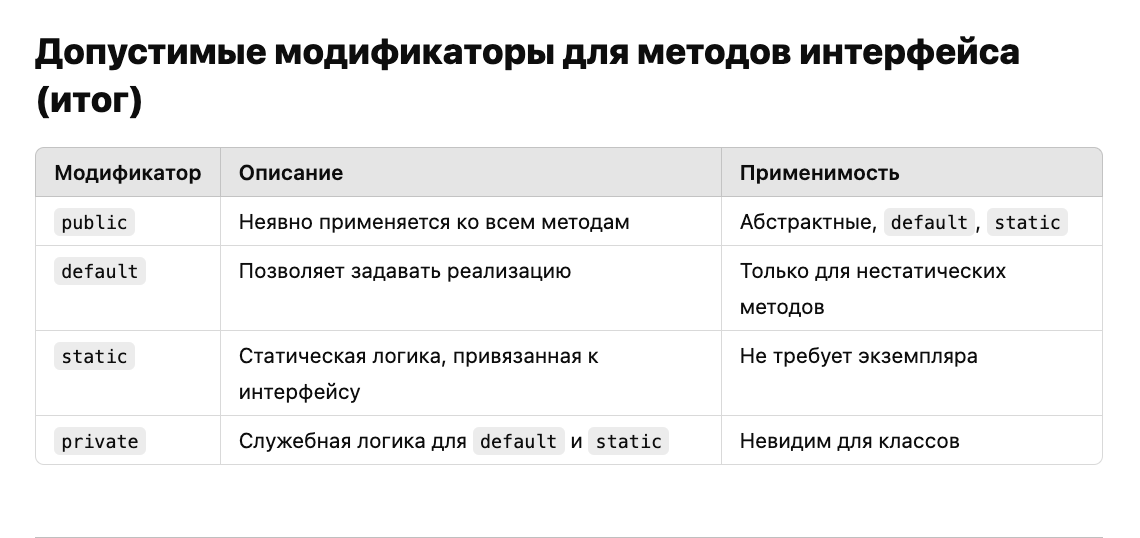 Допустимые модификаторы для методов интерфейса
(итог)
Модификатор Описание Применимость
public Неявно применяется ко всем методам Абстрактные, default, static
default Позволяет задавать реализацию Только для нестатических
методов
static Статическая логика, привязанная к Не требует экземпляра
интерфейсу
private Служебная логика для default и static Невидим для классов